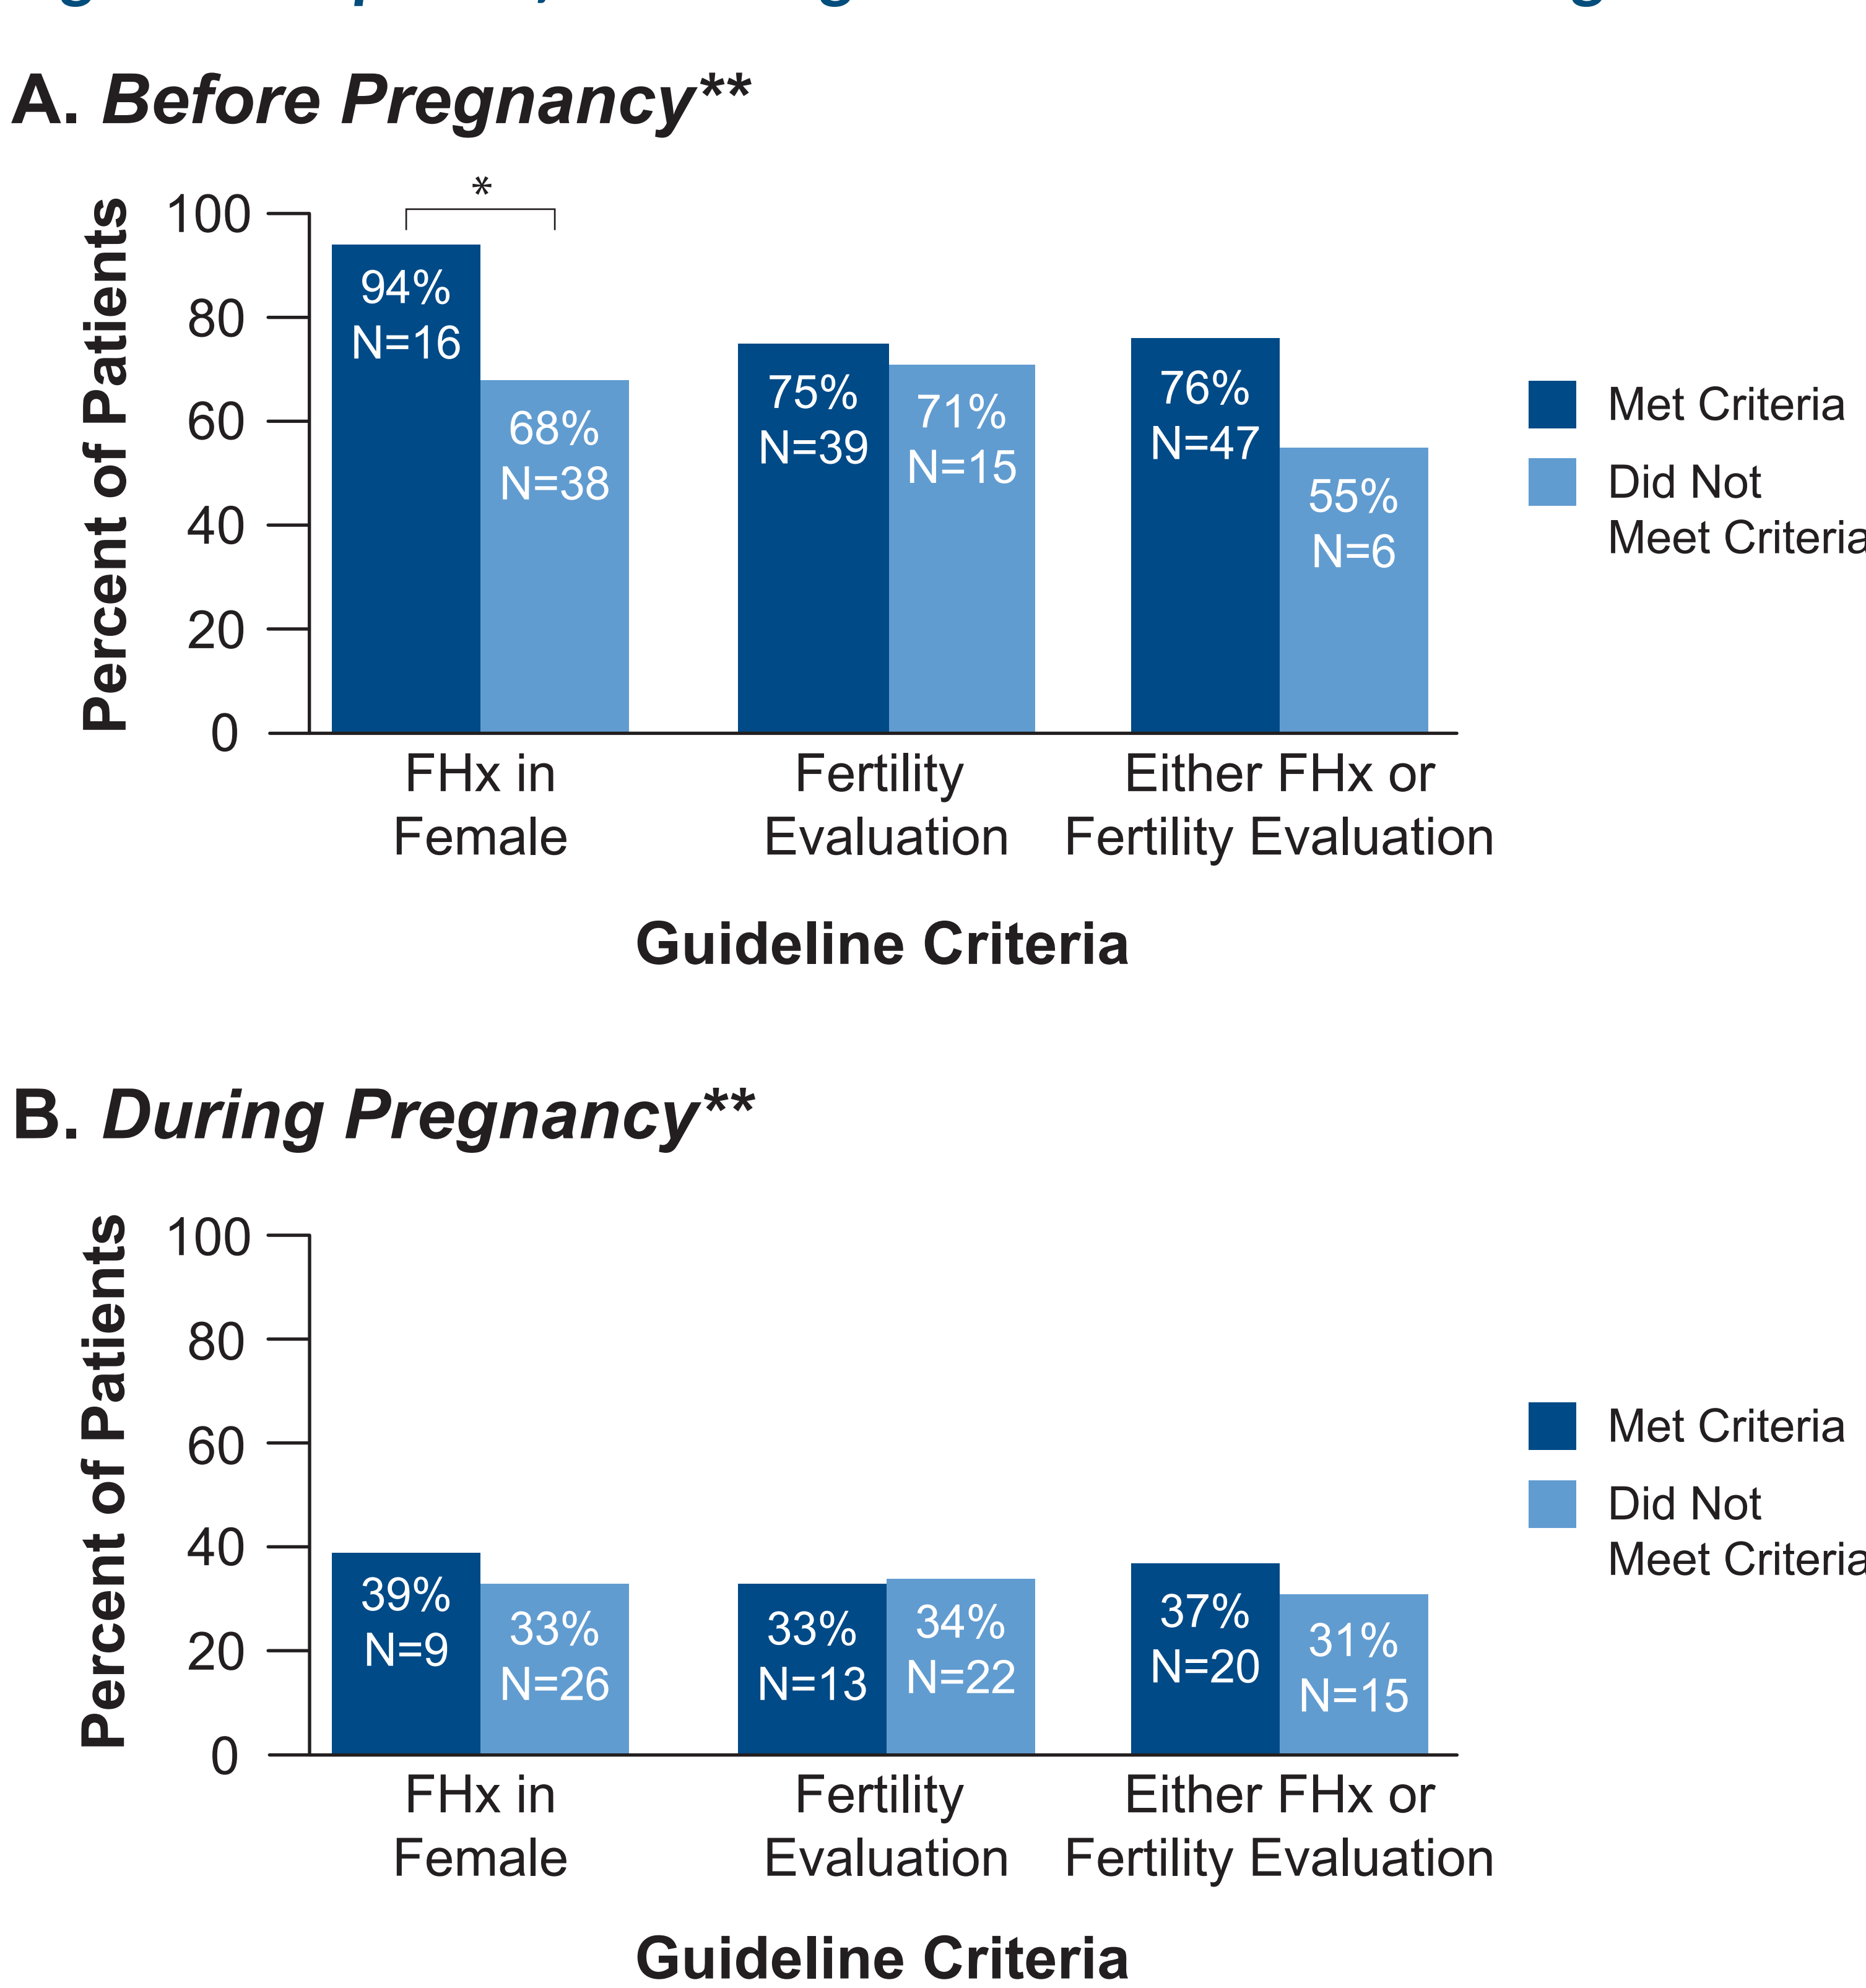 A. Before Pregnancy**
*
Percent of Patients
100
80
60
40
20
0
94%
N=16
68%
N=38
75%
N=39
71%
N=15
76%
N=47
55%
N=6
Met Criteria
Did Not
Meet Criteria
FHx in
Female
Fertility
Evaluation
Either FHx or
Fertility Evaluation
Guideline Criteria
B. During Pregnancy**
Percent of Patients
100
80
60
40
20
0
39%
N=9
33%
N=26
33%
N=13
34%
N=22
37%
N=20
31%
N=15
Met Criteria
Did Not
Meet Criteria
FHx in
Female
Fertility
Evaluation
Either FHx or
Fertility Evaluation
Guideline Criteria